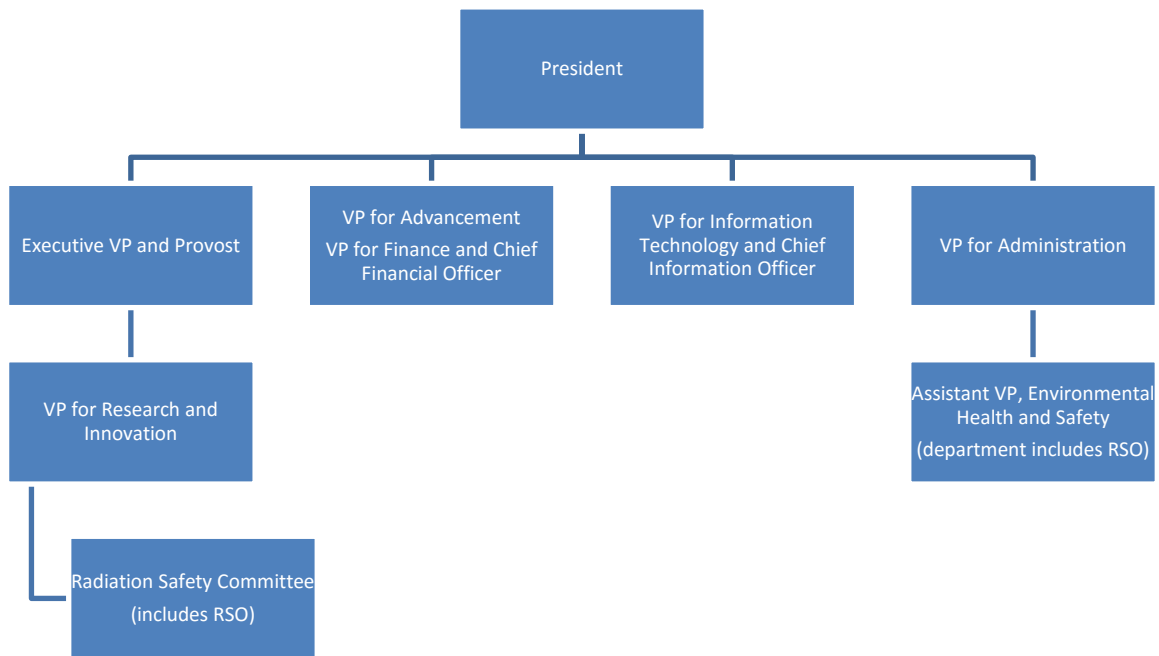 President
Executive VP and Provost
VP for Advancement
VP for Finance and Chief
Financial Officer
VP for Information
Technology and Chief
Information Officer
VP for Administration
VP for Research and
Innovation
Assistant VP, Environmental
Health and Safety
(department includes RSO)
Radiation Safety Committee
(includes RSO)